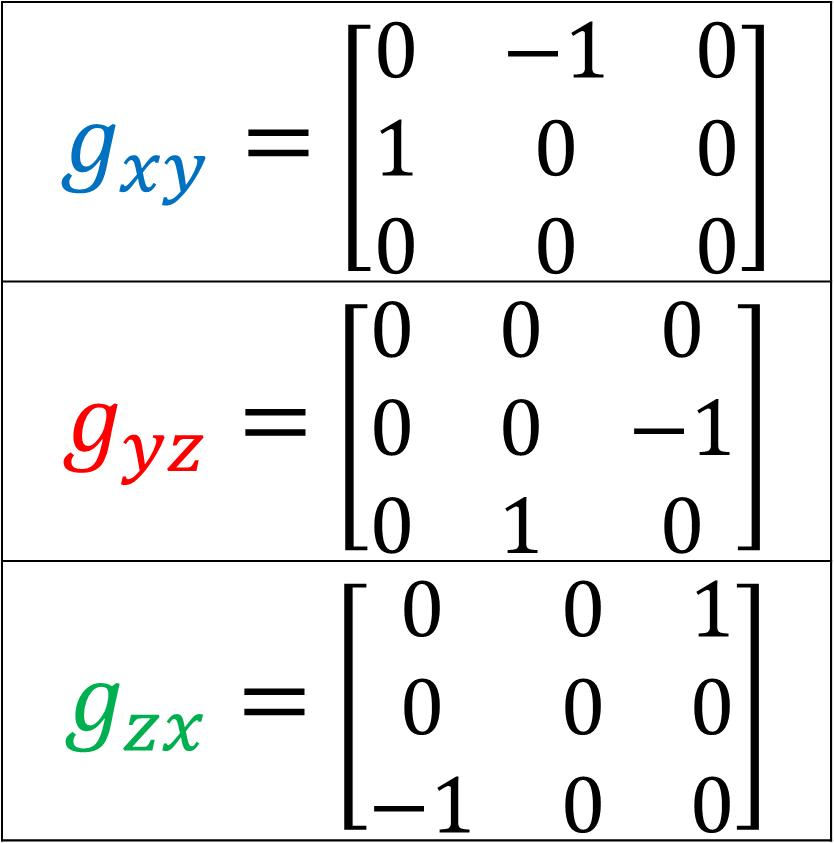 0 −1 0
g_xy = 1 0 0
0 0 0
0 0 0
g_yz = 0 0 −1
0 1 0
0 0 1
g_zx = 0 0 0
−1 0 0